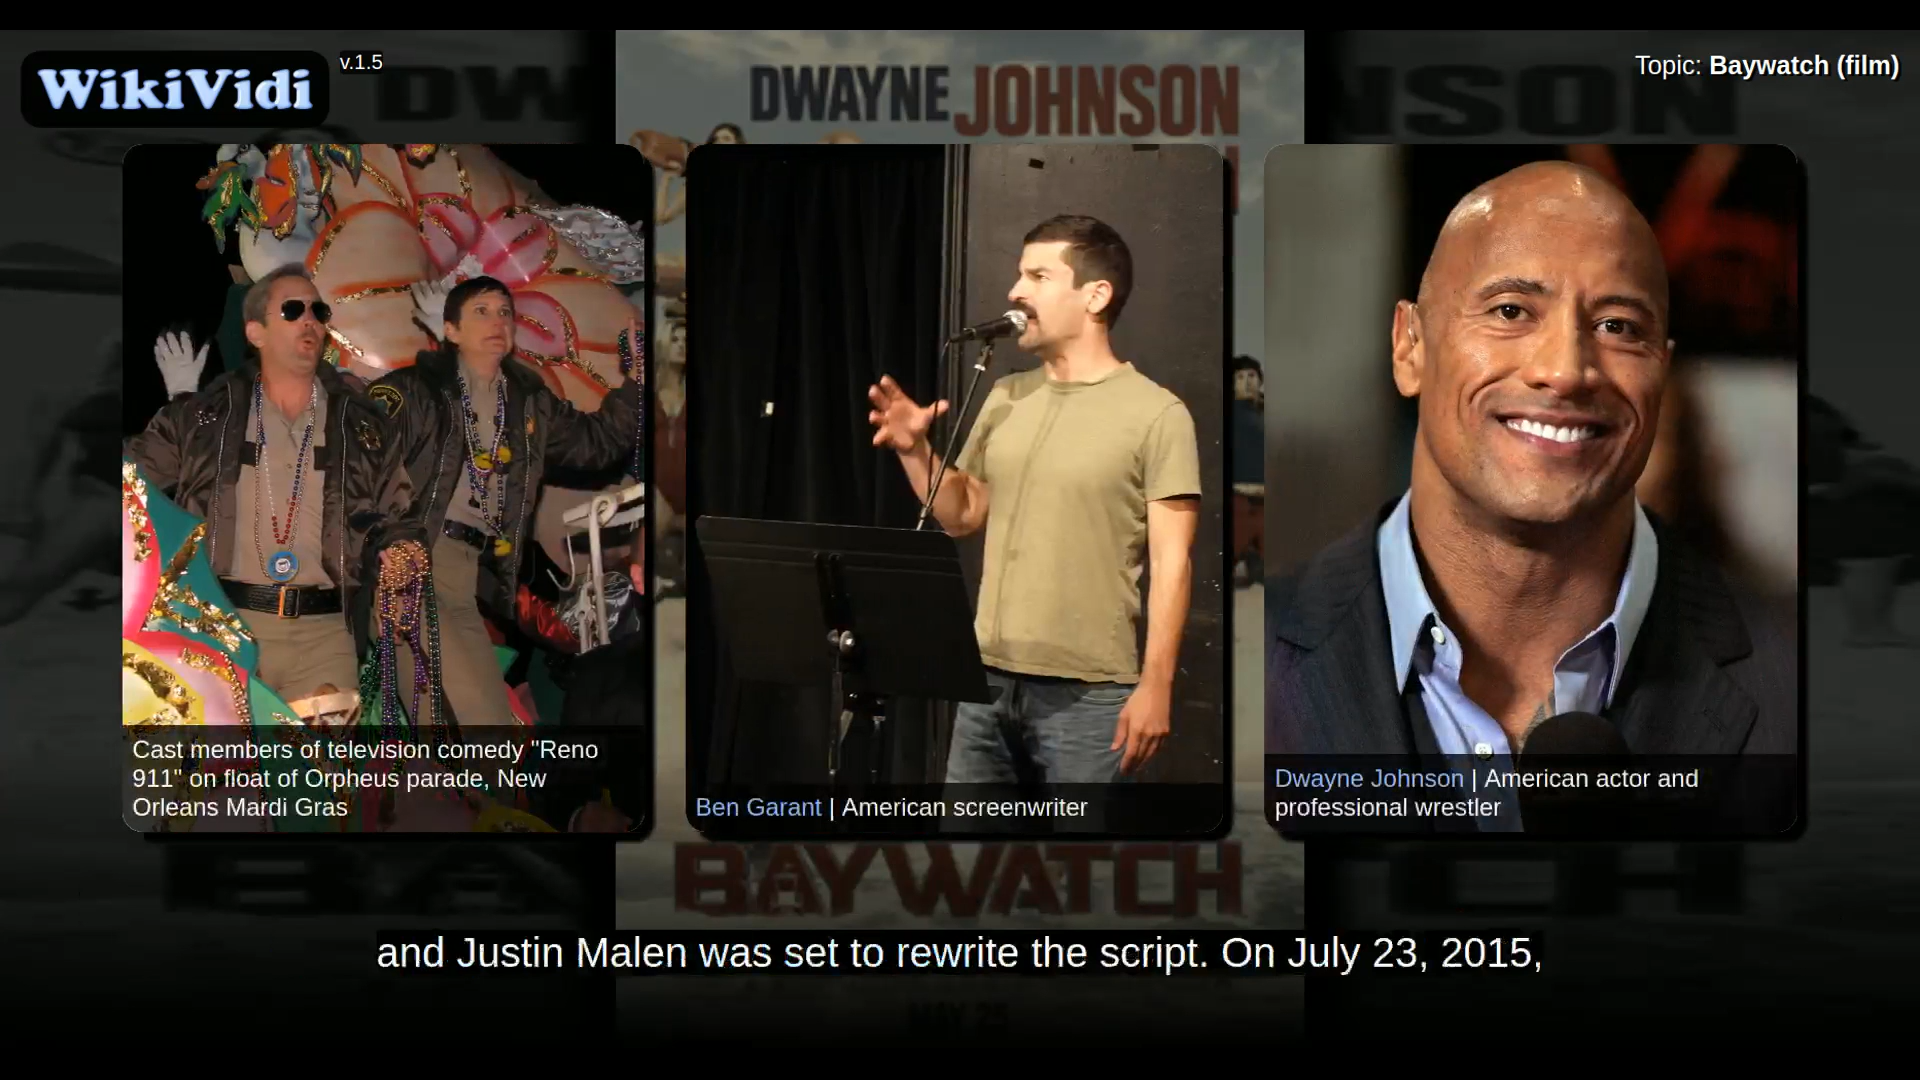 WikiVidi
v.1.5
Topic: Baywatch (film)
DWAYNE JOHNSON
Cast members of television comedy "Reno
911" on float of Orpheus parade, New
Orleans Mardi Gras
Ben Garant | American screenwriter
Dwayne Johnson | American actor and
professional wrestler
BAYWATCH
and Justin Malen was set to rewrite the script. On July 23, 2015,